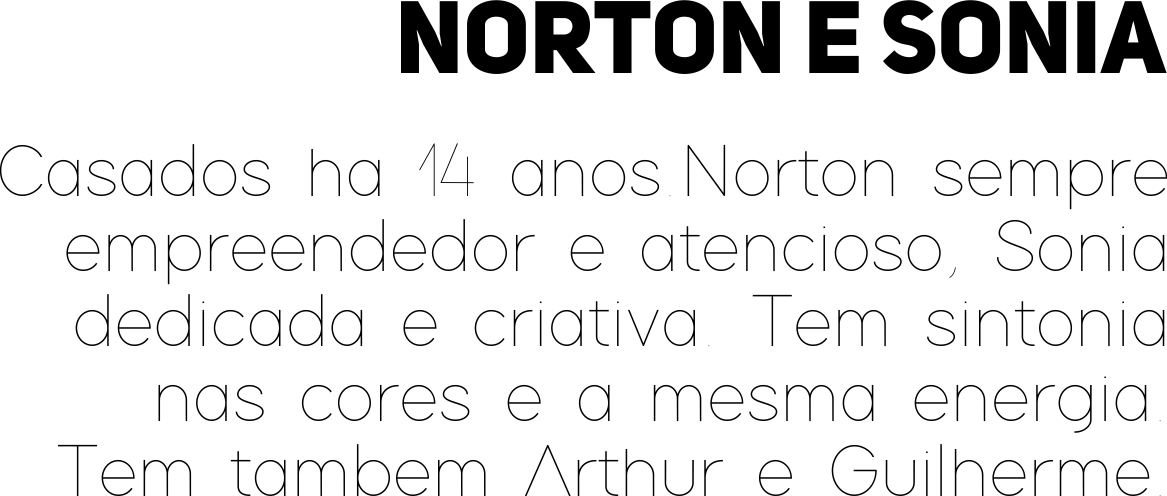 NORTON E SONIA
Casados ha 14 anos.Norton sempre
empreendedor e atencioso, Sonia
dedicada e criativa. Tem sintonia
nas cores e a mesma energia.
Tem tambem Arthur e Guilherme.